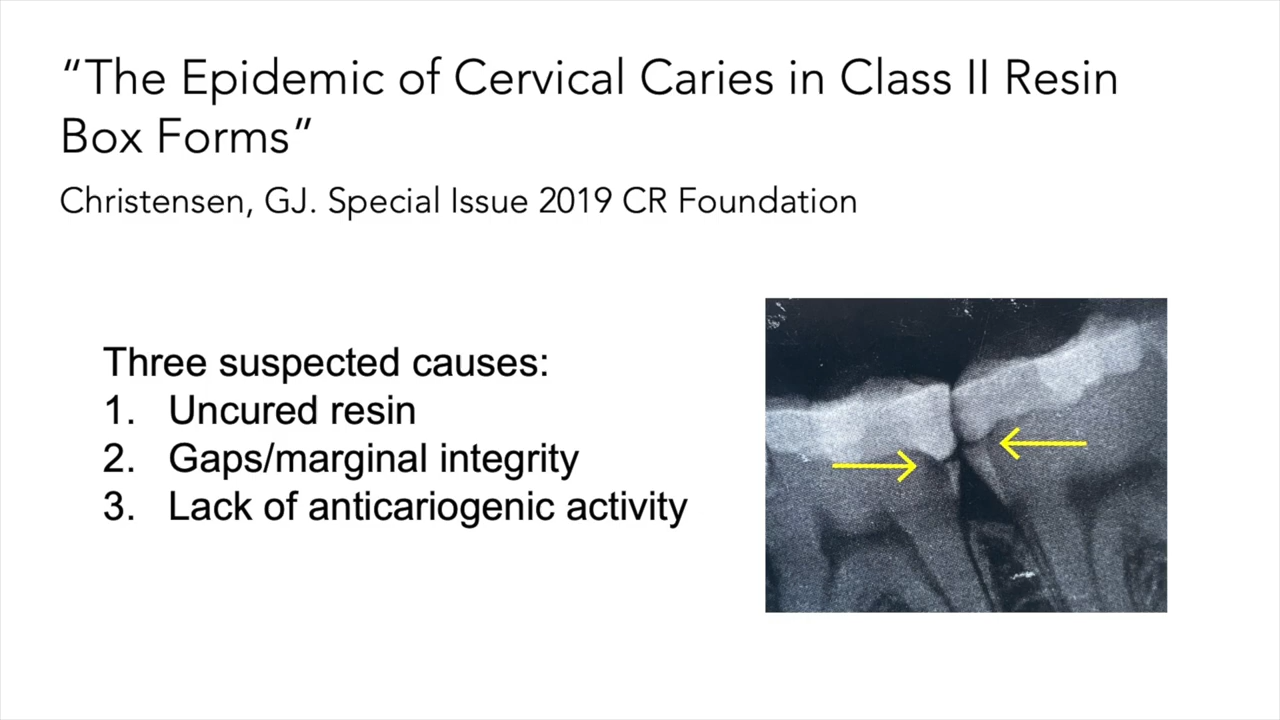 “The Epidemic of Cervical Caries in Class II Resin
Box Forms”
Christensen, GJ. Special Issue 2019 CR Foundation
Three suspected causes:
1. Uncured resin
2. Gaps/marginal integrity
3. Lack of anticariogenic activity